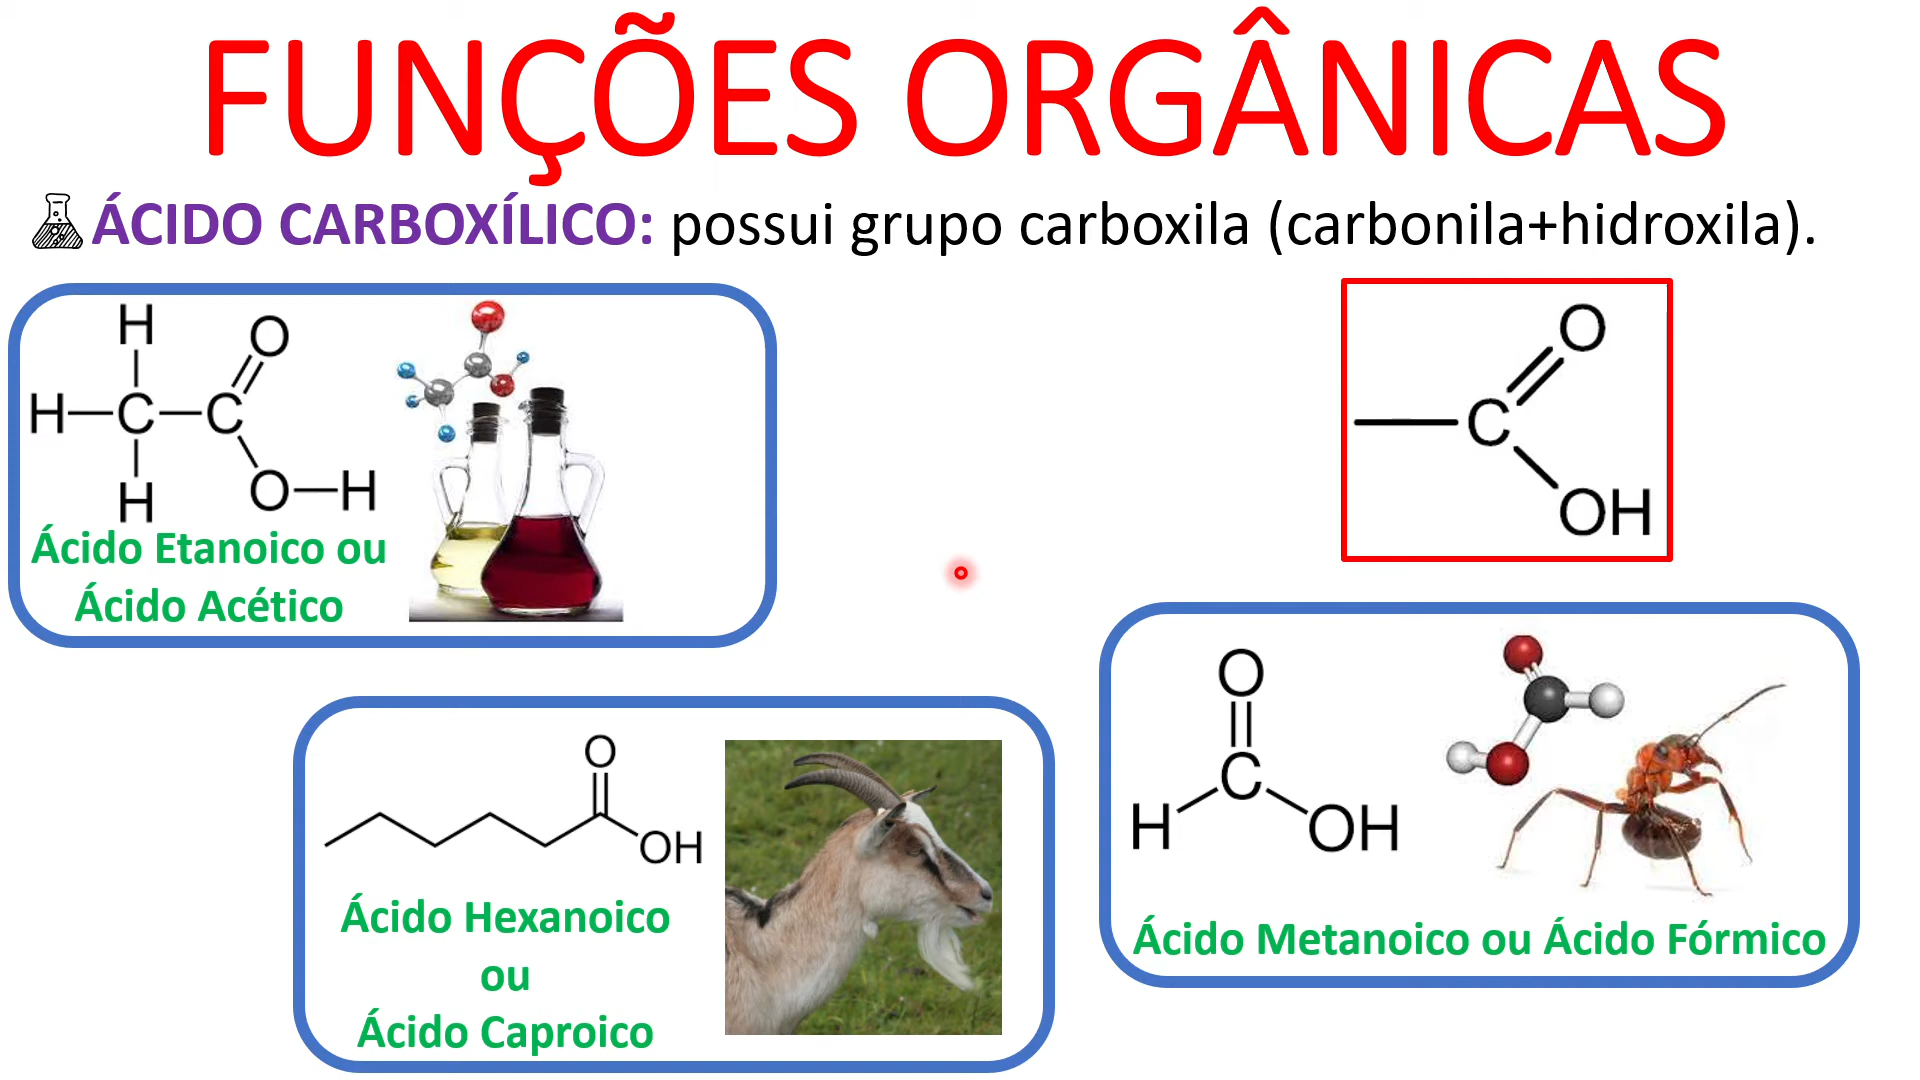 FUNÇÕES ORGÂNICAS
ÁCIDO CARBOXÍLICO: possui grupo carboxila (carbonila+hidroxila).
H
O
H C C
H
O H
Ácido Etanoico ou
Ácido Acético
O
C
OH
O
OH
Ácido Hexanoico
ou
Ácido Caproico
O
C
H
OH
Ácido Metanoico ou Ácido Fórmico